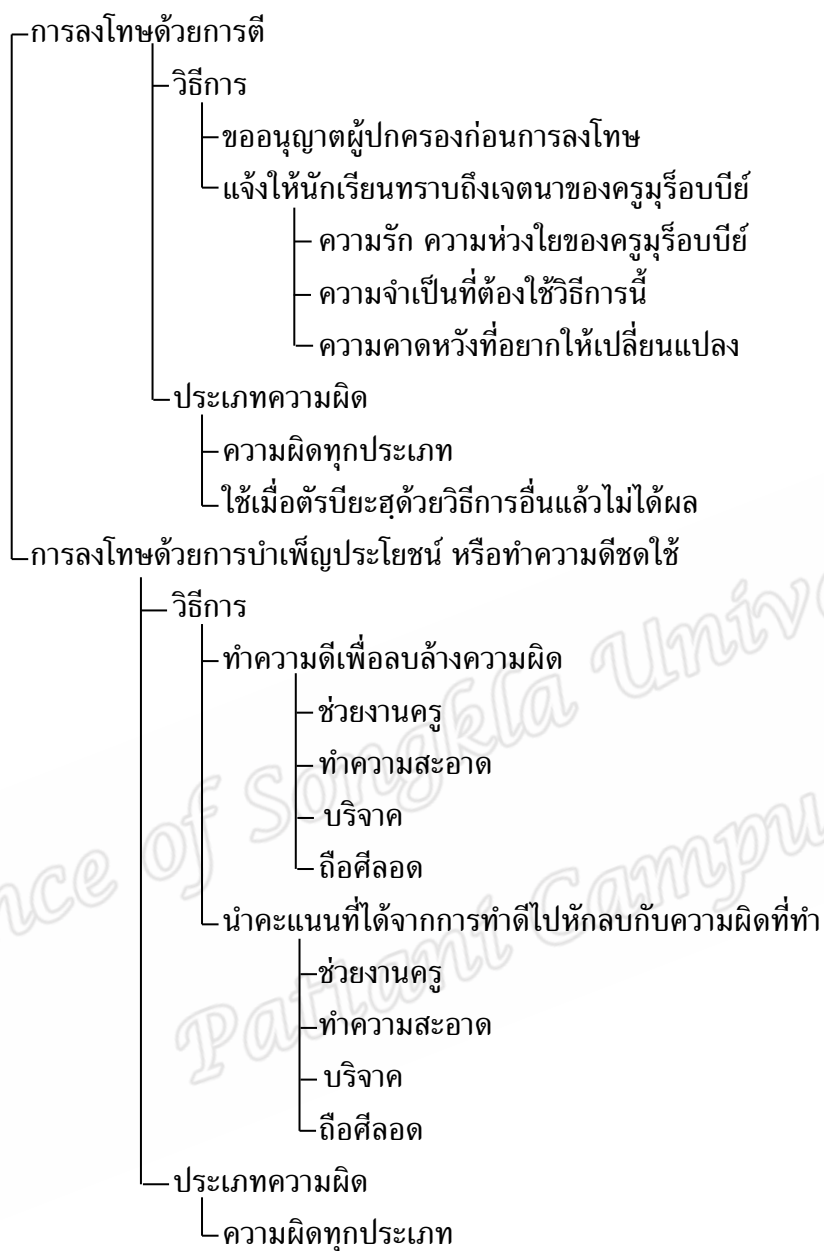 การลงโทษด้วยการตี
วิธีการ
ขออนุญาตผู้ปกครองก่อนการลงโทษ
แจ้งให้นักเรียนทราบถึงเจตนาของครูมุร็อบบีย์
ความรัก ความห่วงใยของครูมุร็อบบีย์
ความจำเป็นที่ต้องใช้วิธีการนี้
ความคาดหวังที่อยากให้เปลี่ยนแปลง
ประเภทความผิด
ความผิดทุกประเภท
ใช้เมื่อตัรบียะฮฺด้วยวิธีการอื่นแล้วไม่ได้ผล
การลงโทษด้วยการบำเพ็ญประโยชน์ หรือทำความดีชดใช้
วิธีการ
ทำความดีเพื่อลบล้างความผิด
ช่วยงานครู
ทำความสะอาด
บริจาค
ถือศีลอด
นำคะแนนที่ได้จากการทำดีไปหักลบกับความผิดที่ทำ
ช่วยงานครู
ทำความสะอาด
บริจาค
ถือศีลอด
ประเภทความผิด
ความผิดทุกประเภท
of Songkla
Pattani